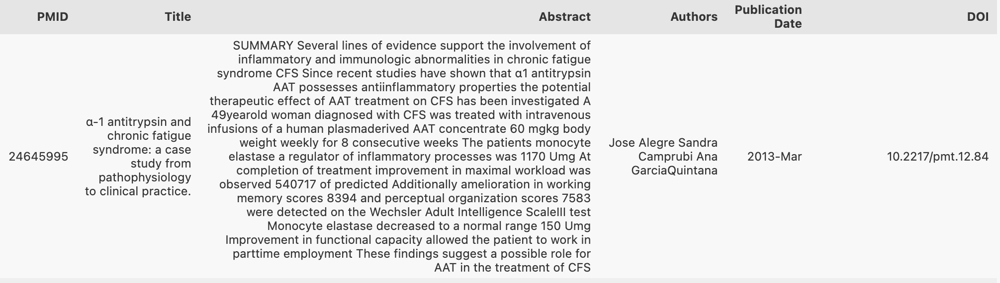 PMID
Title
Abstract
Authors
Publication
Date
DOI
24645995
α-1 antitrypsin and
chronic fatigue
syndrome: a case
study from
pathophysiology
to clinical practice.
SUMMARY Several lines of evidence support the involvement of
inflammatory and immunologic abnormalities in chronic fatigue
syndrome CFS Since recent studies have shown that α1 antitrypsin
AAT possesses antiinflammatory properties the potential
therapeutic effect of AAT treatment on CFS has been investigated A
49yearold woman diagnosed with CFS was treated with intravenous
infusions of a human plasmaderived AAT concentrate 60 mgkg body
weight weekly for 8 consecutive weeks The patients monocyte
elastase a regulator of inflammatory processes was 1170 Umg At
completion of treatment improvement in maximal workload was
observed 540717 of predicted Additionally amelioration in working
memory scores 8394 and perceptual organization scores 7583
were detected on the Wechsler Adult Intelligence ScaleIII test
Monocyte elastase decreased to a normal range 150 Umg
Improvement in functional capacity allowed the patient to work in
parttime employment These findings suggest a possible role for
AAT in the treatment of CFS
Jose Alegre Sandra
Camprubi Ana
GarciaQuintana
2013-Mar
10.2217/pmt.12.84